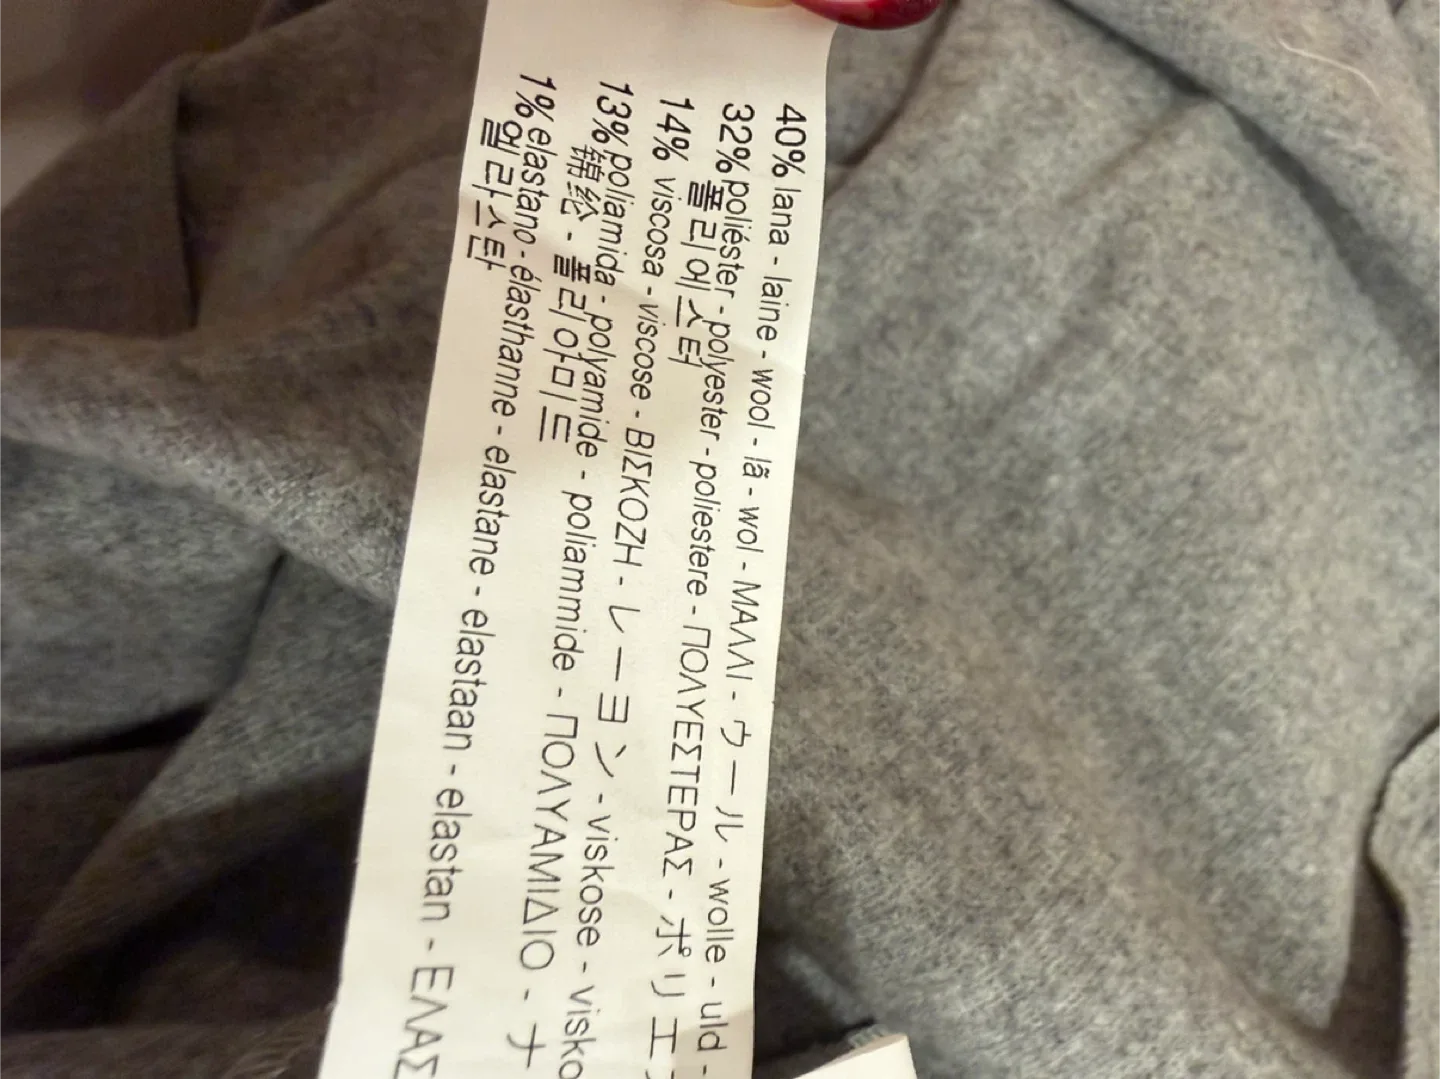 40% lana - laine - wool - lã - wol - ΜΑΛΛΙ - ウール - wolle - uld -
32% poliéster - polyester - poliestere - ΠΟΛΥΕΣΤΕΡΑΣ - ポリエ
폴리에스터
14% viscosa - viscose - ΒΙΣΚΟΖΗ - レーヨン - viskose - visko
13% poliamida - polyamide - poliammide - ΠΟΛΥΑΜΙΔΙΟ - ナ
锦纶 - 폴리아미드
1% elastano - élasthanne - elastane - elastaan - elastan - ΕΛΑΣ
엘라스탄